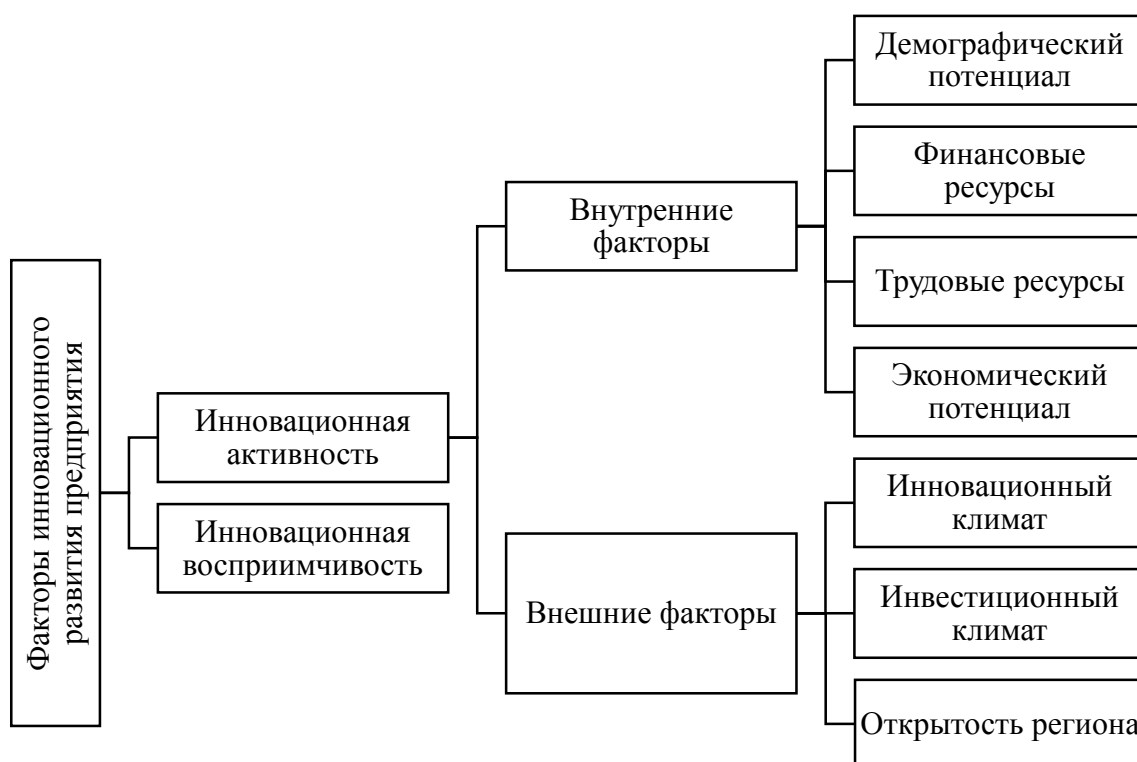 Факторы инновационного
развития предприятия
Инновационная
активность
Инновационная
восприимчивость
Внутренние
факторы
Внешние факторы
Демографический
потенциал
Финансовые
ресурсы
Трудовые ресурсы
Экономический
потенциал
Инновационный
климат
Инвестиционный
климат
Открытость региона